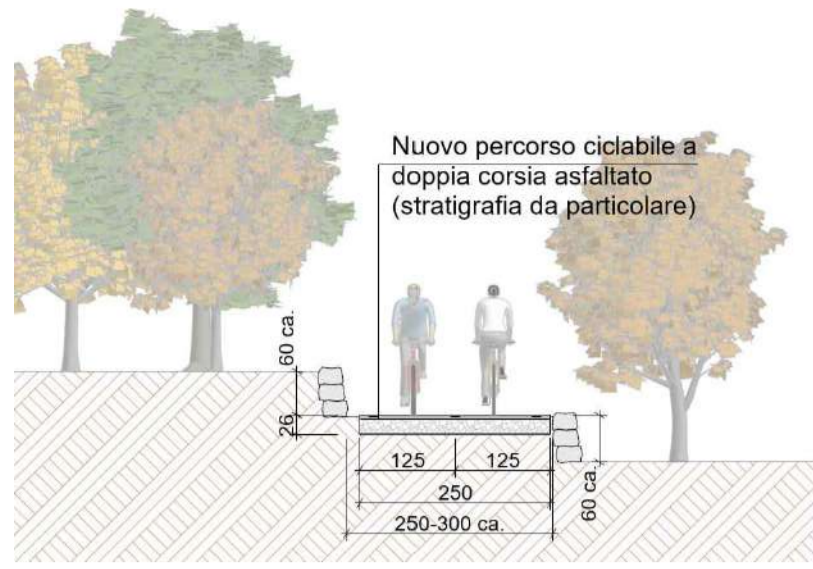 Nuovo percorso ciclabile a
doppia corsia asfaltato
(stratigrafia da particolare)
60 ca.
26
125
125
250
250-300 ca.
60 ca.